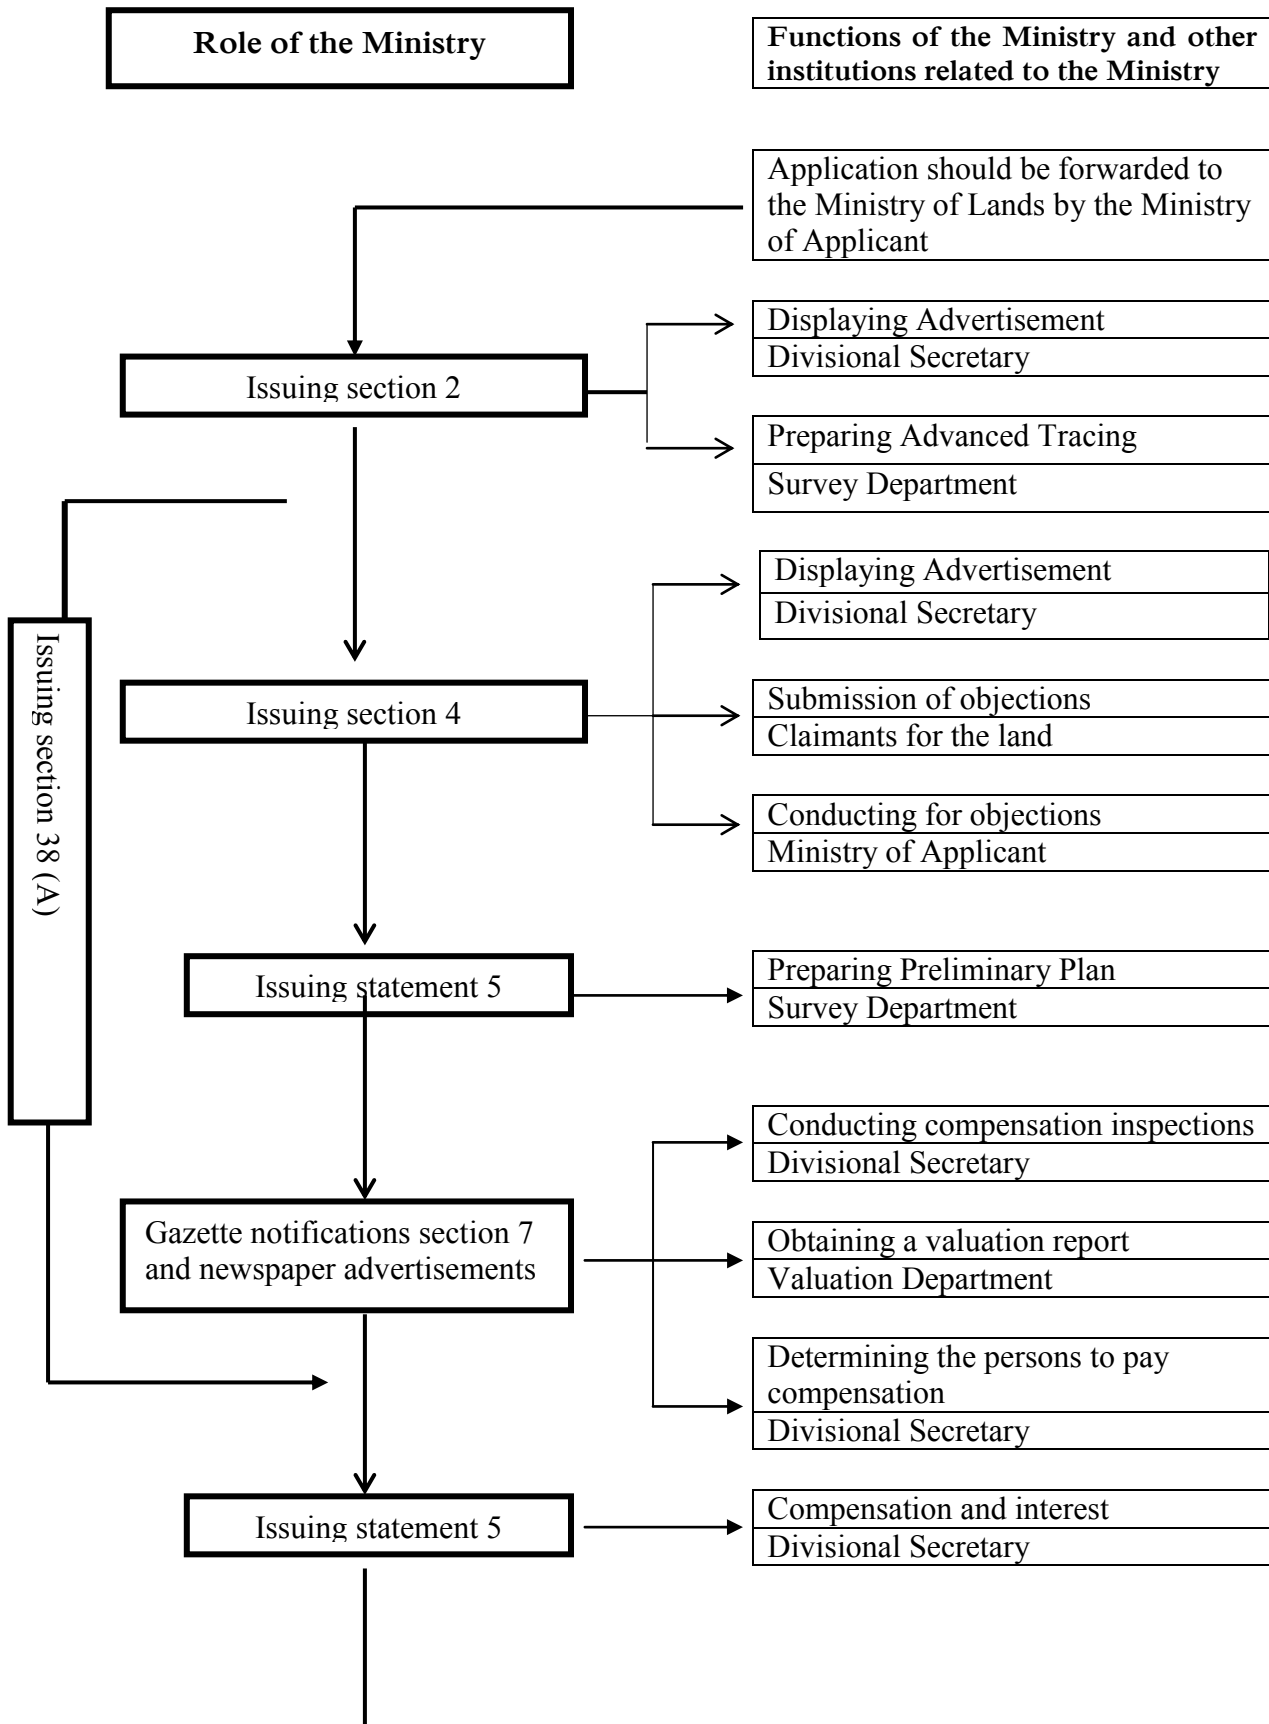 Role of the Ministry
Functions of the Ministry and other
institutions related to the Ministry
Application should be forwarded to
the Ministry of Lands by the Ministry
of Applicant
Displaying Advertisement
Divisional Secretary
Issuing section 2
Preparing Advanced Tracing
Survey Department
Displaying Advertisement
Divisional Secretary
Issuing section 38 (A)
Issuing section 4
Submission of objections
Claimants for the land
Conducting for objections
Ministry of Applicant
Issuing statement 5
Preparing Preliminary Plan
Survey Department
Conducting compensation inspections
Divisional Secretary
Gazette notifications section 7
and newspaper advertisements
Obtaining a valuation report
Valuation Department
Determining the persons to pay
compensation
Divisional Secretary
Issuing statement 5
Compensation and interest
Divisional Secretary